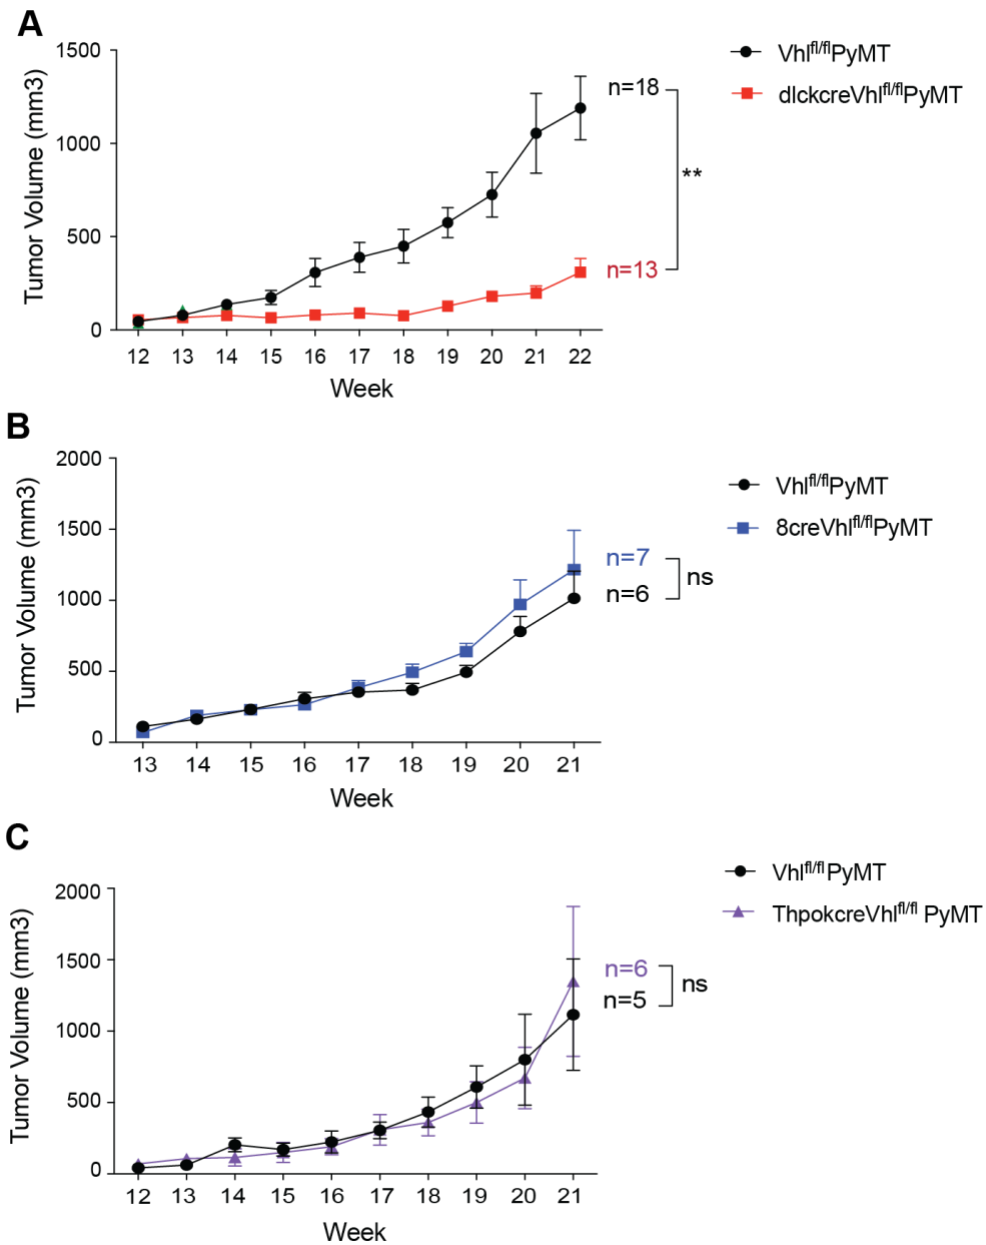 A
1500
1000
500
0
Tumor Volume (mm3)
12 13 14 15 16 17 18 19 20 21 22
Week
Vhlfl/flPyMT
dlckcreVhlfl/flPyMT
n=18
**
n=13
B
2000
1500
1000
500
0
Tumor Volume (mm3)
13 14 15 16 17 18 19 20 21
Week
Vhlfl/flPyMT
8creVhlfl/flPyMT
n=7
ns
n=6
C
2000
1500
1000
500
0
Tumor Volume (mm3)
12 13 14 15 16 17 18 19 20 21
Week
Vhlfl/flPyMT
ThpokcreVhlfl/fl PyMT
n=6
ns
n=5